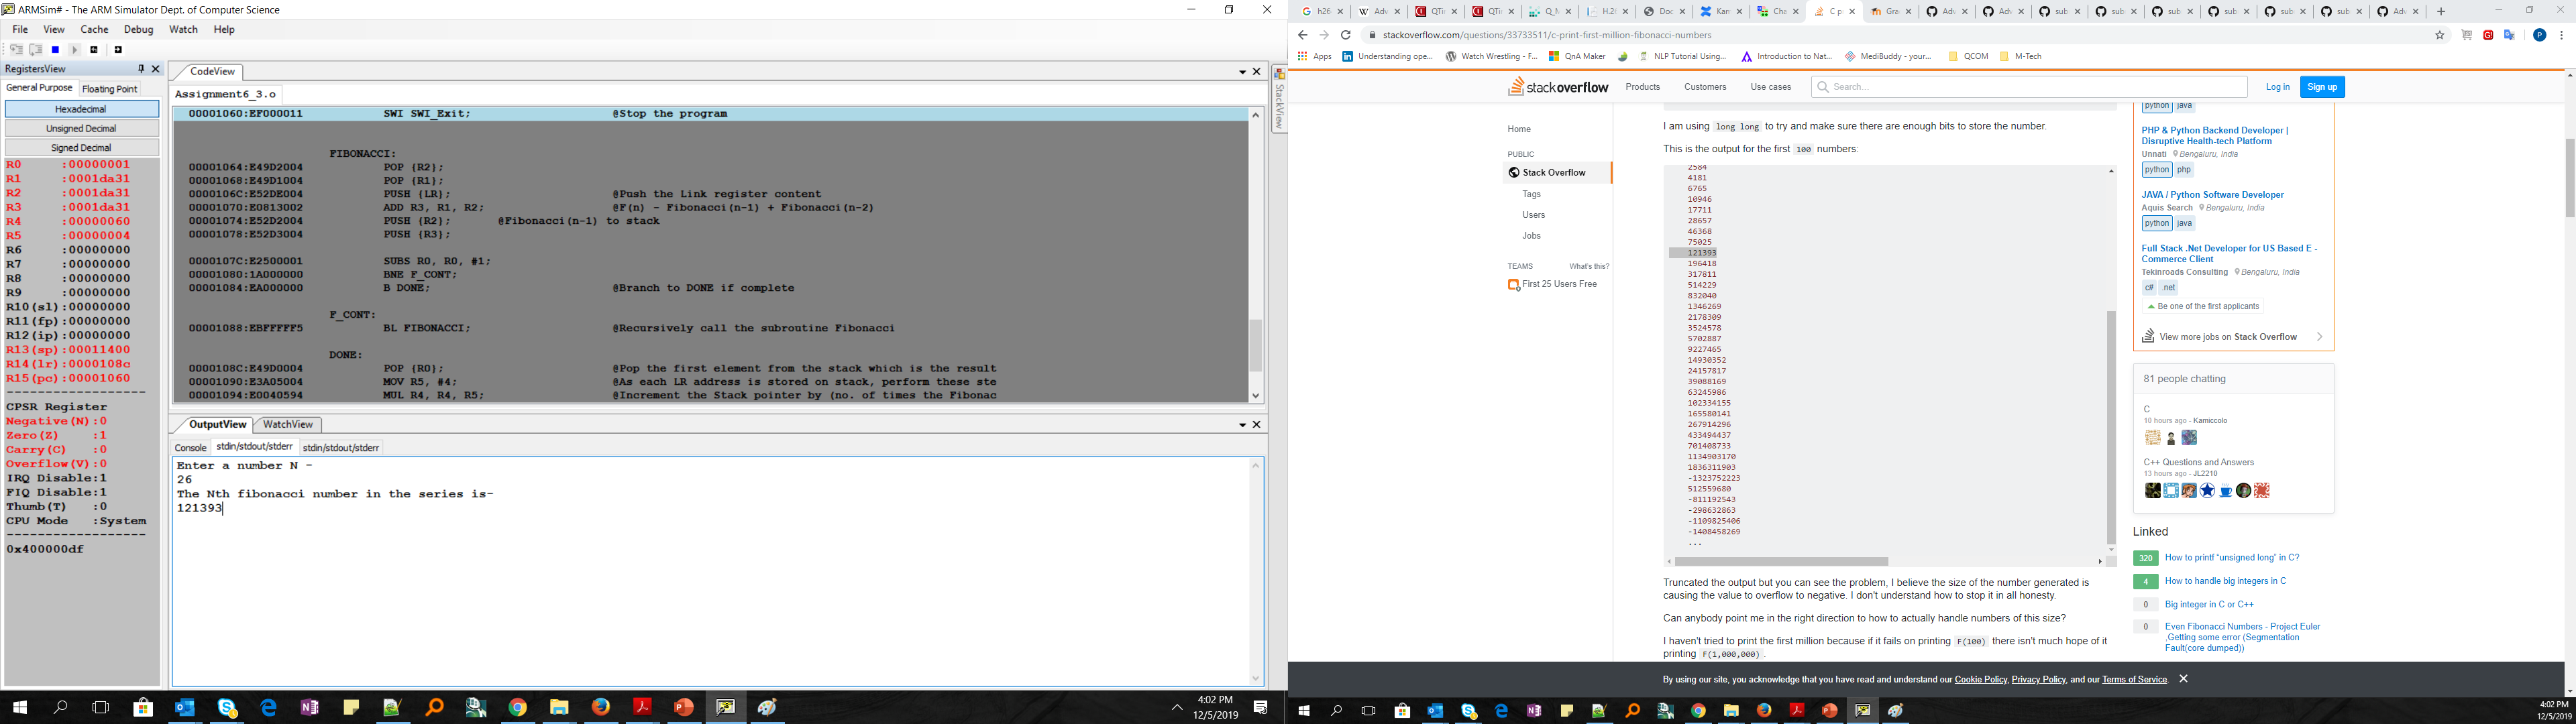 ARMSim# - The ARM Simulator Dept. of Computer Science
File View Cache Debug Watch Help
RegistersView
General Purpose Floating Point
Hexadecimal
Unsigned Decimal
Signed Decimal
R0 :00000001
R1 :0001da31
R2 :0001da31
R3 :0001da31
R4 :00000060
R5 :00000004
R6 :00000000
R7 :00000000
R8 :00000000
R9 :00000000
R10(sl):00000000
R11(fp):00000000
R12(ip):00000000
R13(sp):00011400
R14(lr):0000108c
R15(pc):00001060
CPSR Register
Negative(N):0
Zero(Z) :1
Carry(C) :0
Overflow(V):0
IRQ Disable:1
FIQ Disable:1
Thumb(T) :0
CPU Mode :System
0x400000df
CodeView
Assignment6_3.o
00001060:EF000011 SWI SWI_Exit; @Stop the program
FIBONACCI:
00001064:E49D2004 POP {R2};
00001068:E49D1004 POP {R1};
0000106C:E52DE004 PUSH {LR}; @Push the Link register content
00001070:E0813002 ADD R3, R1, R2; @F(n) - Fibonacci(n-1) + Fibonacci(n-2)
00001074:E52D2004 PUSH {R2}; @Fibonacci(n-1) to stack
00001078:E52D3004 PUSH {R3};
0000107C:E2500001 SUBS R0, R0, #1;
00001080:1A000000 BNE F_CONT;
00001084:EA000000 B DONE; @Branch to DONE if complete
F_CONT:
00001088:EBFFFFF5 BL FIBONACCI; @Recursively call the subroutine Fibonacci
DONE:
0000108C:E49D0004 POP {R0}; @Pop the first element from the stack which is the result
00001090:E3A05004 MOV R5, #4; @As each LR address is stored on stack, perform these ste
00001094:E0040594 MUL R4, R4, R5; @Increment the Stack pointer by (no. of times the Fibonac
StackView
OutputView WatchView
Console stdin/stdout/stderr stdin/stdout/stderr
Enter a number N -
26
The Nth fibonacci number in the series is-
121393
4:02 PM
12/5/2019
h26 Adv QTi QTi Q_M H.26 Doc Kan Cha C p Gra Adv Adv sub sub sub sub sub sub Adv
stackoverflow.com/questions/33733511/c-print-first-million-fibonacci-numbers
Apps Understanding ope... Watch Wrestling - F... QnA Maker NLP Tutorial Using... Introduction to Nat... MediBuddy - your... QCOM M-Tech
stackoverflow Products Customers Use cases Search... Log in Sign up
Home
PUBLIC
Stack Overflow
Tags
Users
Jobs
TEAMS What's this?
First 25 Users Free
I am using long long to try and make sure there are enough bits to store the number.
This is the output for the first 100 numbers:
2584
4181
6765
10946
17711
28657
46368
75025
121393
196418
317811
514229
832040
1346269
2178309
3524578
5702887
9227465
14930352
24157817
39088169
63245986
102334155
165580141
267914296
433494437
701408733
1134903170
1836311903
-1323752223
512559680
-811192543
-298632863
-1109825406
-1408458269
...
Truncated the output but you can see the problem, I believe the size of the number generated is
causing the value to overflow to negative. I don't understand how to stop it in all honesty.
Can anybody point me in the right direction to how to actually handle numbers of this size?
I haven't tried to print the first million because if it fails on printing F(100) there isn't much hope of it
printing F(1,000,000) .
python java
PHP & Python Backend Developer |
Disruptive Health-tech Platform
Unnati Bengaluru, India
python php
JAVA / Python Software Developer
Aquis Search Bengaluru, India
python java
Full Stack .Net Developer for US Based E -
Commerce Client
Tekinroads Consulting Bengaluru, India
c# .net
Be one of the first applicants
View more jobs on Stack Overflow
81 people chatting
C
10 hours ago - Kamiccolo
C++ Questions and Answers
13 hours ago - JL2210
Linked
320 How to printf “unsigned long” in C?
4 How to handle big integers in C
0 Big integer in C or C++
0 Even Fibonacci Numbers - Project Euler
,Getting some error (Segmentation
Fault(core dumped))
By using our site, you acknowledge that you have read and understand our Cookie Policy, Privacy Policy, and our Terms of Service.
4:02 PM
12/5/2019